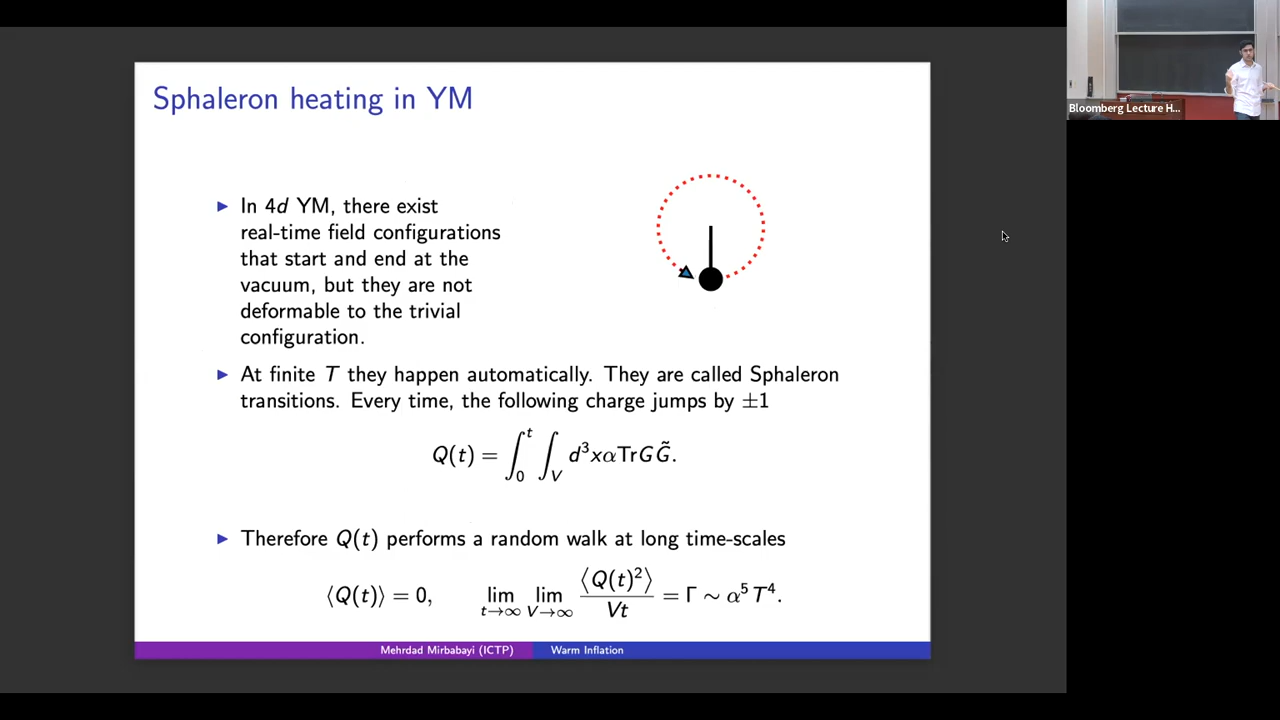 Sphaleron heating in YM
▶ In 4d YM, there exist
real-time field configurations
that start and end at the
vacuum, but they are not
deformable to the trivial
configuration.
▶ At finite T they happen automatically. They are called Sphaleron
transitions. Every time, the following charge jumps by ±1
Q(t) = ∫_0^t ∫_V d³xαTrGG̃.
▶ Therefore Q(t) performs a random walk at long time-scales
⟨Q(t)⟩ = 0, lim_{t→∞} lim_{V→∞} ⟨Q(t)²⟩/Vt = Γ ∼ α⁵T⁴.
Mehrdad Mirbabayi (ICTP) Warm Inflation
Bloomberg Lecture H...